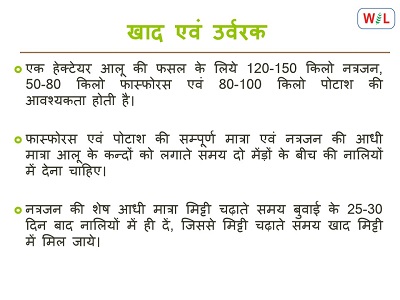 WiL
खाद एवं उर्वरक
एक हेक्टेयर आलू की फसल के लिये 120-150 किलो नत्रजन,
50-80 किलो फास्फोरस एवं 80-100 किलो पोटाश की
आवश्यकता होती है।
फास्फोरस एवं पोटाश की सम्पूर्ण मात्रा एवं नत्रजन की आधी
मात्रा आलू के कन्दों को लगाते समय दो मेंड़ों के बीच की नालियों
में देना चाहिए।
नत्रजन की शेष आधी मात्रा मिट्टी चढ़ाते समय बुवाई के 25-30
दिन बाद नालियों में ही दें, जिससे मिट्टी चढ़ाते समय खाद मिट्टी
में मिल जाये।